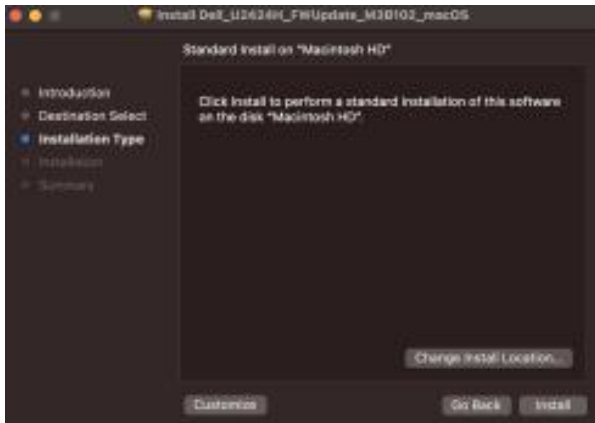 Install Dell_U2424H_FWUpdate_M3B102_macOS
Standard Install on "Macintosh HD"
Introduction
Destination Select
Installation Type
Installation
Summary
Click Install to perform a standard installation of this software
on the disk "Macintosh HD".
Change Install Location...
Customize
Go Back
Install